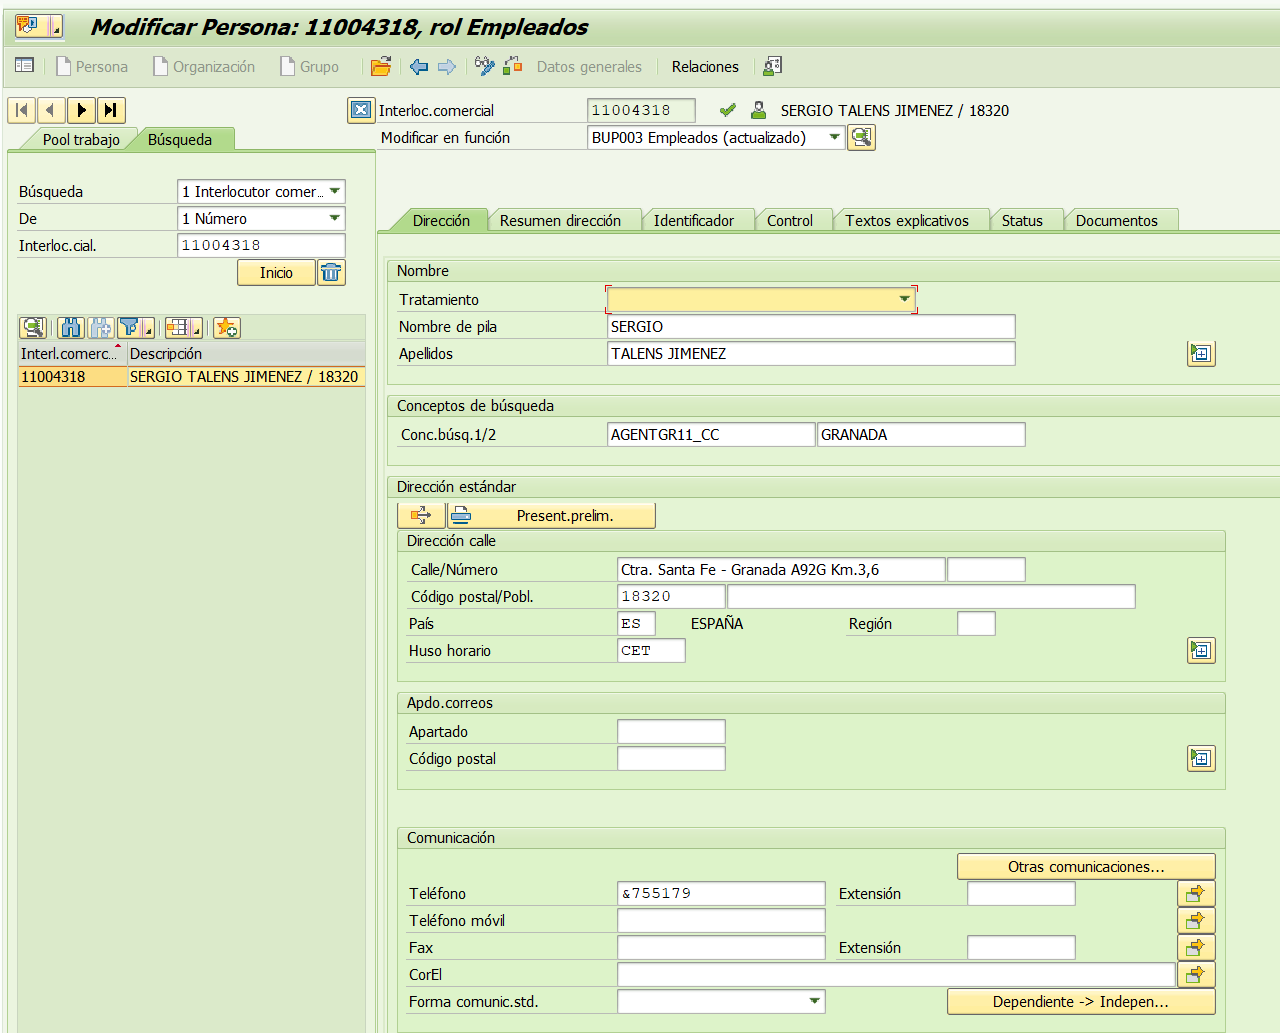 Modificar Persona: 11004318, rol Empleados
Persona Organización Grupo Datos generales Relaciones
Interloc.comercial 11004318 SERGIO TALENS JIMENEZ / 18320
Modificar en función BUP003 Empleados (actualizado)
Pool trabajo Búsqueda
Búsqueda 1 Interlocutor comer...
De 1 Número
Interloc.cial. 11004318
Inicio
Interl.comerc... Descripción
11004318 SERGIO TALENS JIMENEZ / 18320
Dirección Resumen dirección Identificador Control Textos explicativos Status Documentos
Nombre
Tratamiento
Nombre de pila SERGIO
Apellidos TALENS JIMENEZ
Conceptos de búsqueda
Conc.búsq.1/2 AGENTGR11_CC GRANADA
Dirección estándar
Present.prelim.
Dirección calle
Calle/Número Ctra. Santa Fe - Granada A92G Km.3,6
Código postal/Pobl. 18320
País ES ESPAÑA Región
Huso horario CET
Apdo.correos
Apartado
Código postal
Comunicación
Otras comunicaciones...
Teléfono &755179 Extensión
Teléfono móvil
Fax Extensión
CorEl
Forma comunic.std. Dependiente -> Indepen...